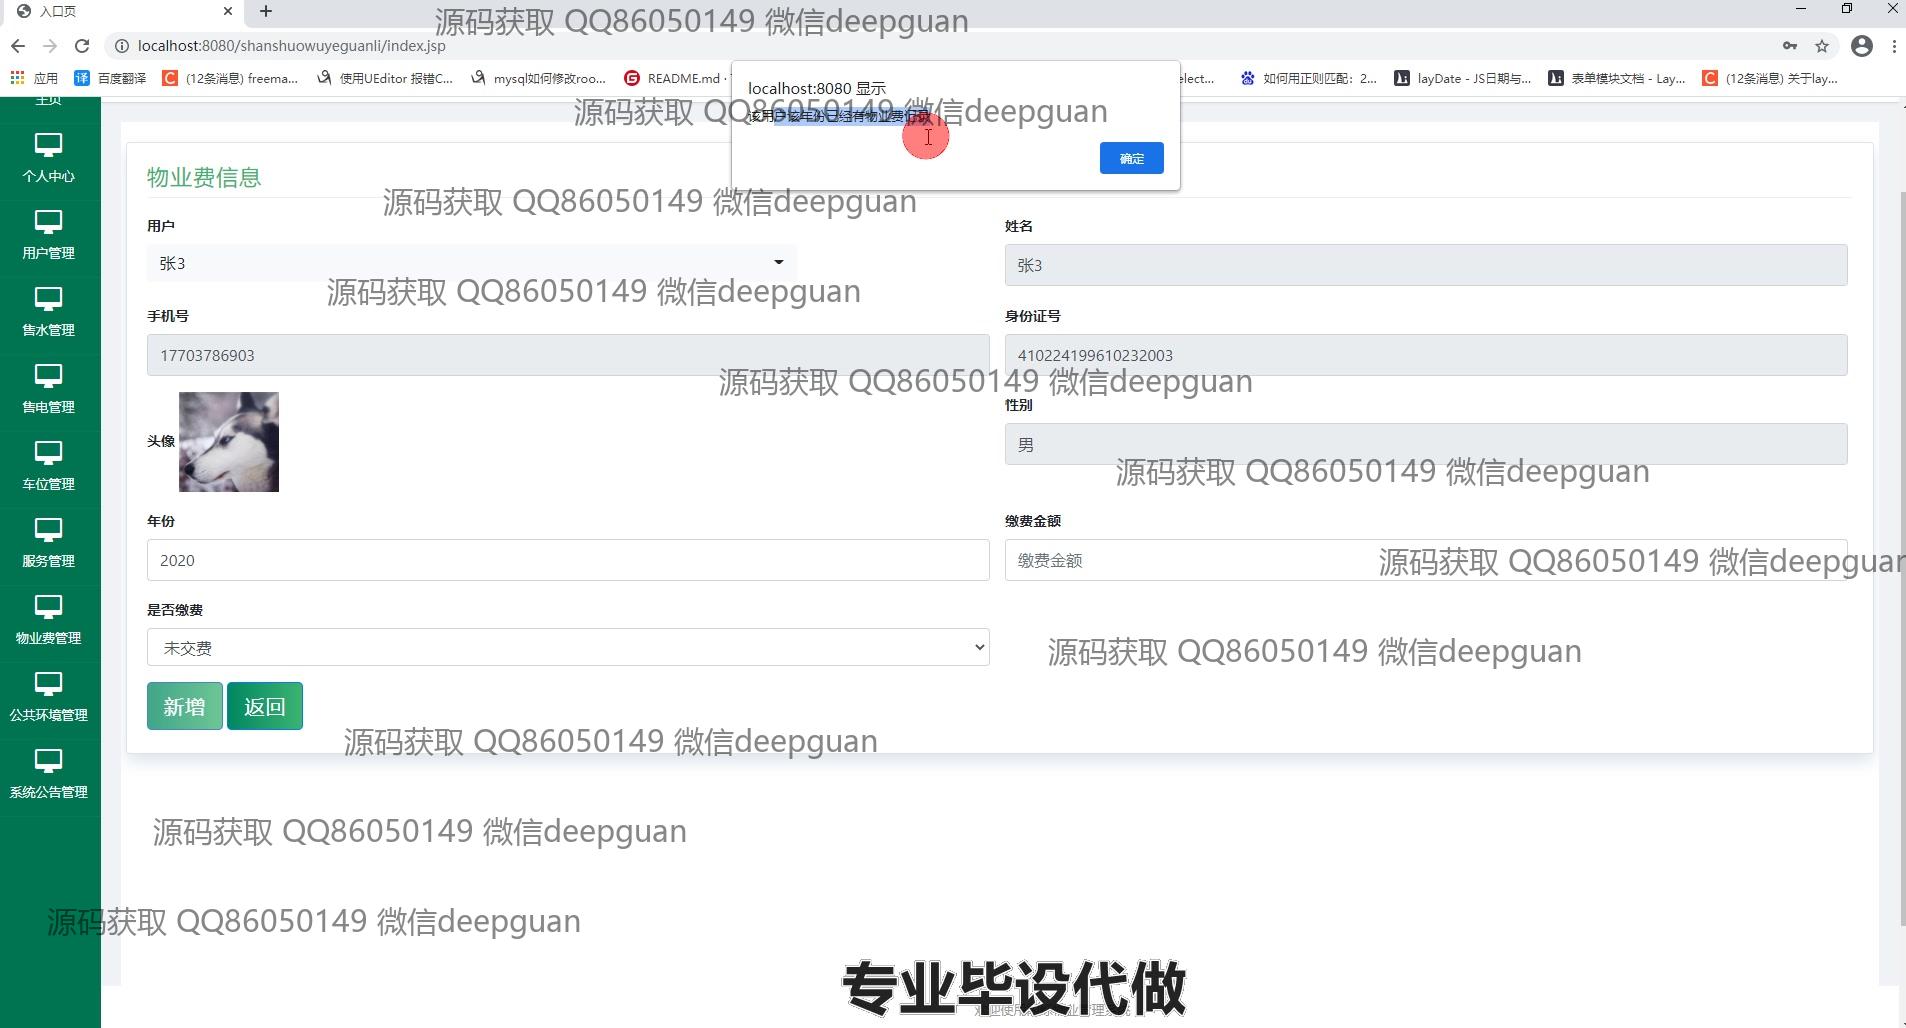 入口页
源码获取 QQ86050149 微信deepguan
localhost:8080/shanshuowuyeguanli/index.jsp
应用
百度翻译
(12条消息) freema...
使用UEditor 报错C...
mysql如何修改roo...
README.md ·
elect...
如何用正则匹配：2...
layDate - JS日期与...
表单模块文档 - Lay...
(12条消息) 关于lay...
localhost:8080 显示
源码获取 QQ86050149 微信deepguan
该用户该年份已经有物业费记录
确定
主页
个人中心
用户管理
售水管理
售电管理
车位管理
服务管理
物业费管理
公共环境管理
系统公告管理
物业费信息
源码获取 QQ86050149 微信deepguan
用户
姓名
张3
张3
源码获取 QQ86050149 微信deepguan
手机号
身份证号
17703786903
410224199610232003
源码获取 QQ86050149 微信deepguan
头像
性别
男
源码获取 QQ86050149 微信deepguan
年份
缴费金额
2020
缴费金额
源码获取 QQ86050149 微信deepguan
是否缴费
未交费
源码获取 QQ86050149 微信deepguan
新增
返回
源码获取 QQ86050149 微信deepguan
源码获取 QQ86050149 微信deepguan
源码获取 QQ86050149 微信deepguan
专业毕设代做